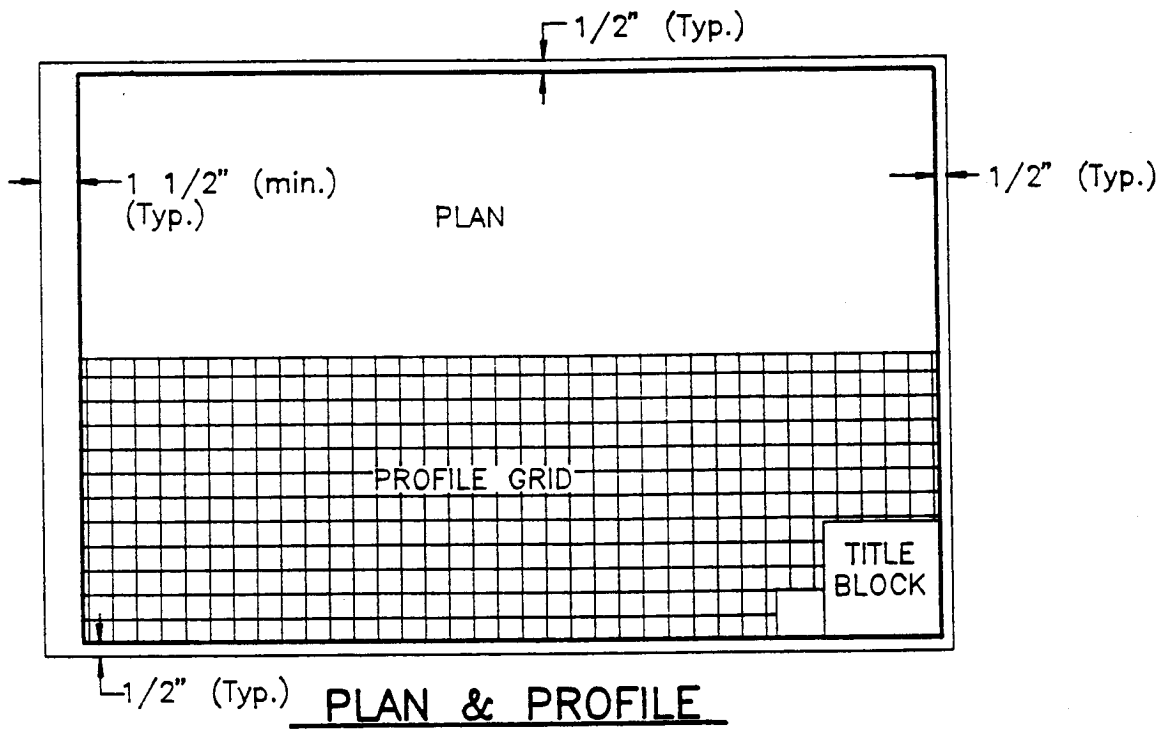 1/2" (Typ.)
1 1/2" (min.)
(Typ.)
1/2" (Typ.)
PLAN
PROFILE GRID
TITLE
BLOCK
1/2" (Typ.)
PLAN & PROFILE